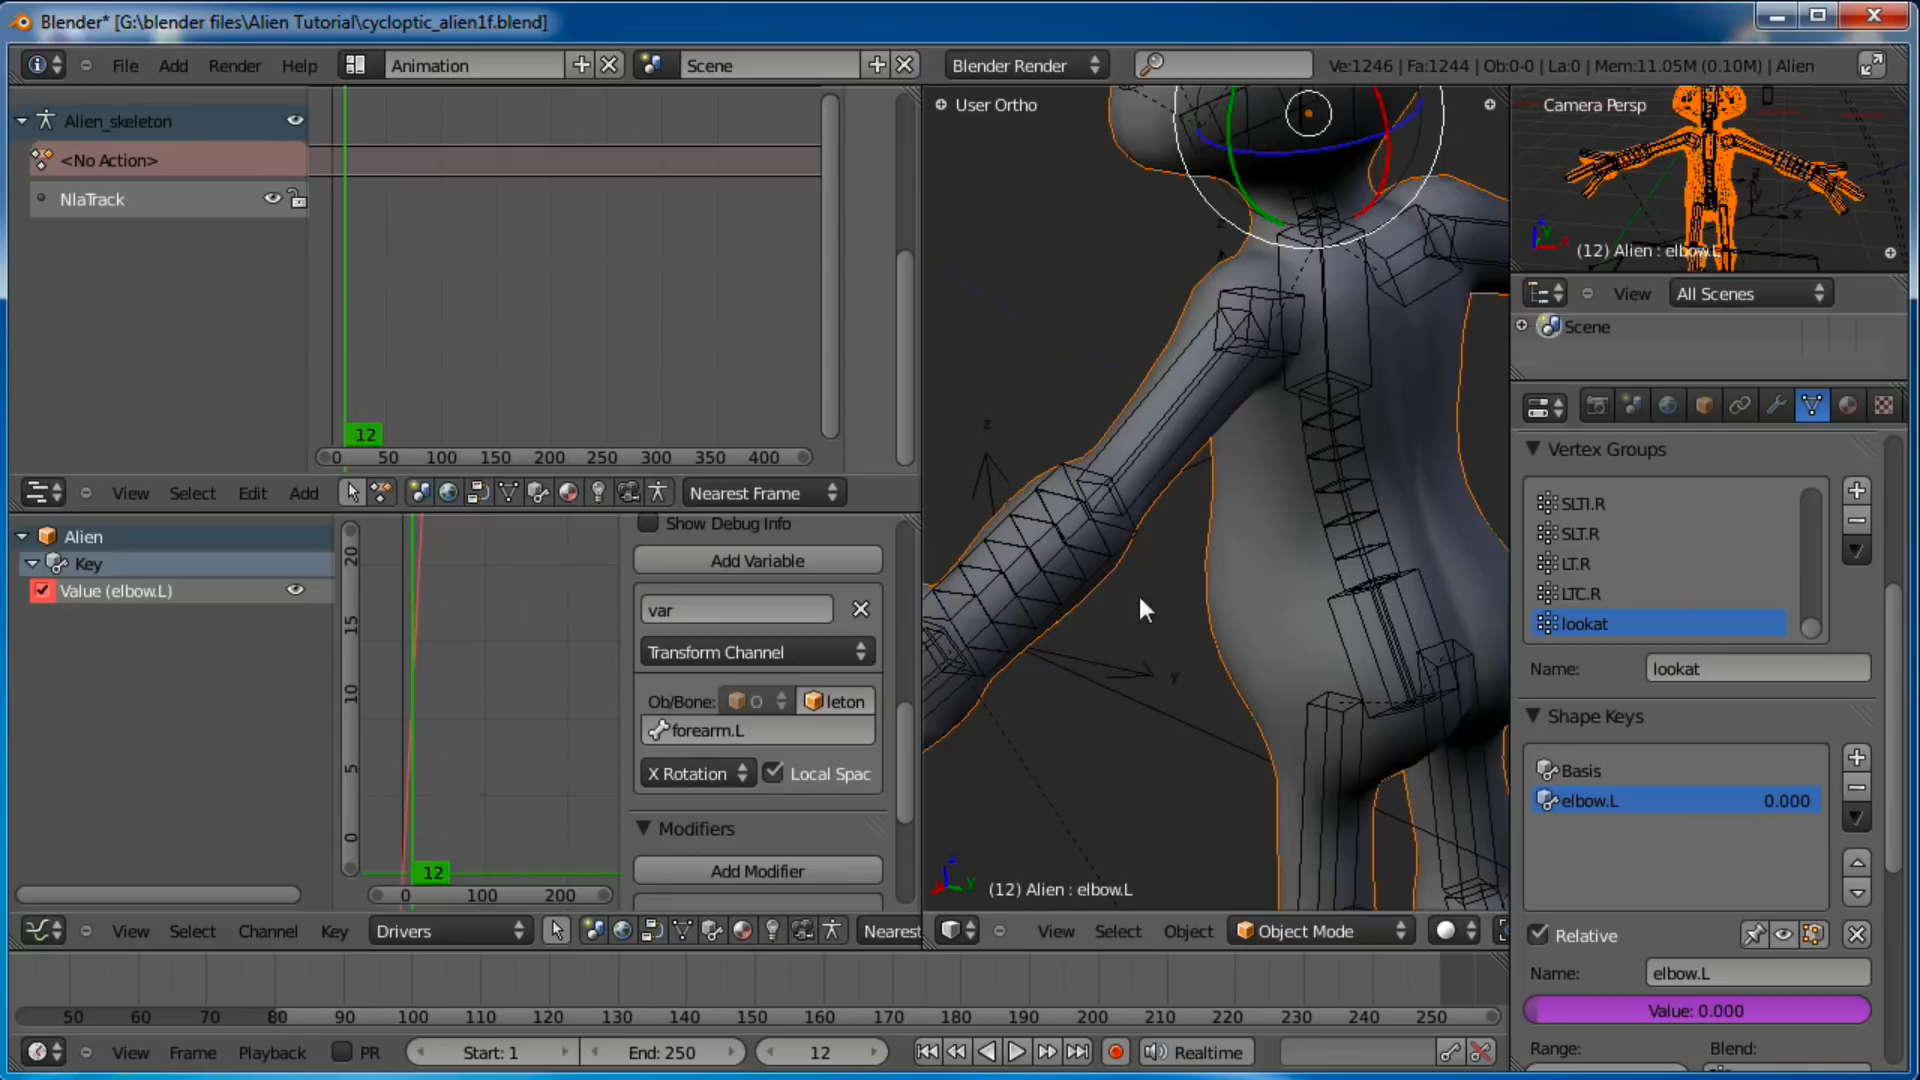 Blender* [G:\blender files\Alien Tutorial\cycloptic_alien1f.blend]
File Add Render Help Animation Scene Blender Render Ve:1246 | Fa:1244 | Ob:0-0 | La:0 | Mem:11.05M (0.10M) | Alien
Alien_skeleton
<No Action>
NlaTrack
12
0 50 100 150 200 250 300 350 400
View Select Edit Add Nearest Frame
Alien
Key
Value (elbow.L)
20
15
10
5
0
12
0 100 200
Show Debug Info
Add Variable
var
Transform Channel
Ob/Bone: O leton
forearm.L
X Rotation Local Spac
Modifiers
Add Modifier
View Select Channel Key Drivers Nearest
User Ortho
z
y
(12) Alien : elbow.L
View Select Object Object Mode
Camera Persp
(12) Alien : elbow.L
View All Scenes
Scene
Vertex Groups
SLTI.R
SLT.R
LT.R
LTC.R
lookat
Name: lookat
Shape Keys
Basis
elbow.L 0.000
Relative
Name: elbow.L
Value: 0.000
Range: Blend:
50 60 70 80 90 100 110 120 130 140 150 160 170 180 190 200 210 220 230 240 250
View Frame Playback PR Start: 1 End: 250 12 Realtime